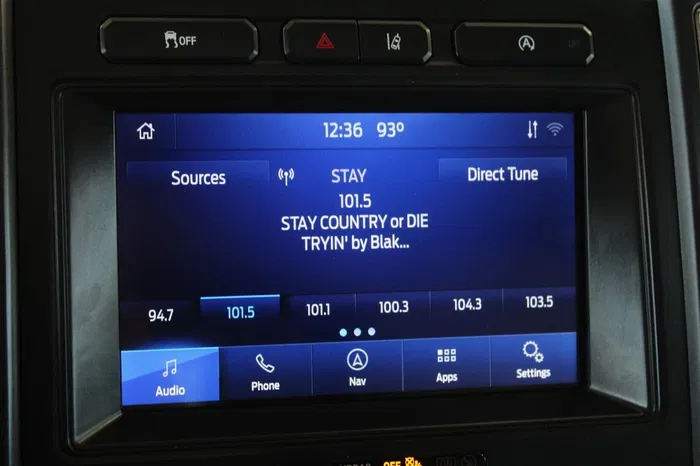 OFF
12:36 93°
Sources
STAY
Direct Tune
101.5
STAY COUNTRY or DIE
TRYIN' by Blak...
94.7 101.5 101.1 100.3 104.3 103.5
Audio Phone Nav Apps Settings
OFF